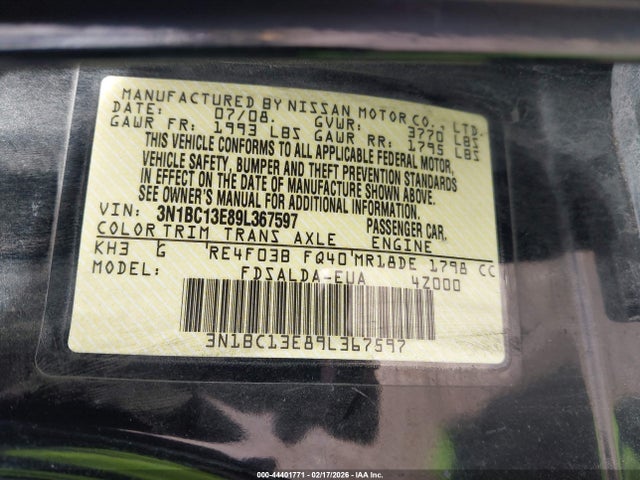 MANUFACTURED BY NISSAN MOTOR CO., LTD.
DATE: 07/08. GVWR: 3770 LBS
GAWR FR: 1993 LBS GAWR RR: 1795 LBS
THIS VEHICLE CONFORMS TO ALL APPLICABLE FEDERAL MOTOR
VEHICLE SAFETY, BUMPER AND THEFT PREVENTION STANDARDS
IN EFFECT ON THE DATE OF MANUFACTURE SHOWN ABOVE.
SEE OWNER'S MANUAL FOR ADDITIONAL CAUTIONS
VIN: 3N1BC13E89L367597 PASSENGER CAR.
COLOR TRIM TRANS AXLE ENGINE
KH3 G RE4F03B FQ40 MR18DE 1798 CC
MODEL: FDSALDA-EUA 4Z000
3N1BC13E89L367597
000-44401771 - 02/17/2026 - IAA Inc.